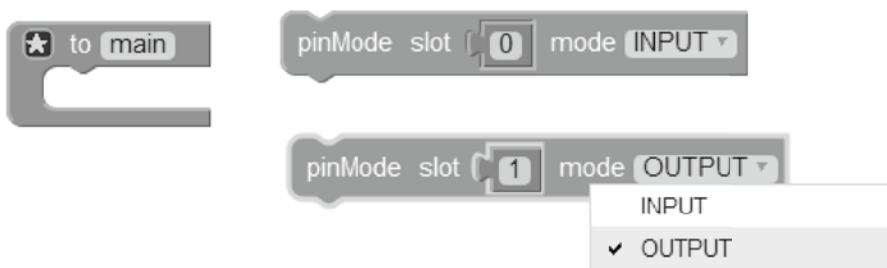 to main
pinMode slot 0 mode INPUT
pinMode slot 1 mode OUTPUT
INPUT
OUTPUT